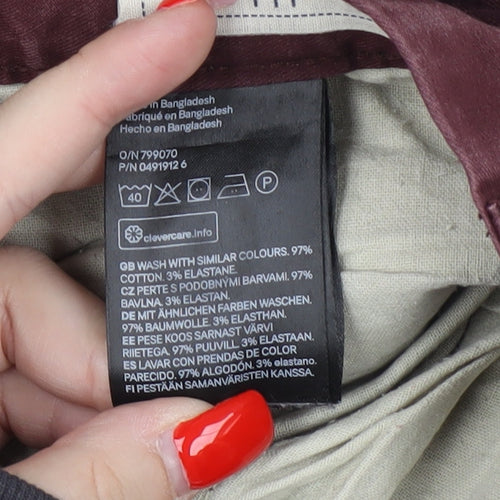 in Bangladesh
Fabriqué en Bangladesh
Hecho en Bangladesh
O/N 799070
P/N 0491912 6
40
P
clevercare.info
GB WASH WITH SIMILAR COLOURS. 97%
COTTON. 3% ELASTANE.
CZ PERTE S PODOBNÝMI BARVAMI. 97%
BAVLNA. 3% ELASTAN.
DE MIT ÄHNLICHEN FARBEN WASCHEN.
97% BAUMWOLLE. 3% ELASTHAN.
EE PESE KOOS SARNAST VÄRVI
RIIETEGA. 97% PUUVILL. 3% ELASTAAN.
ES LAVAR CON PRENDAS DE COLOR
PARECIDO. 97% ALGODÓN. 3% elastano.
FI PESTÄÄN SAMANVÄRISTEN KANSSA.